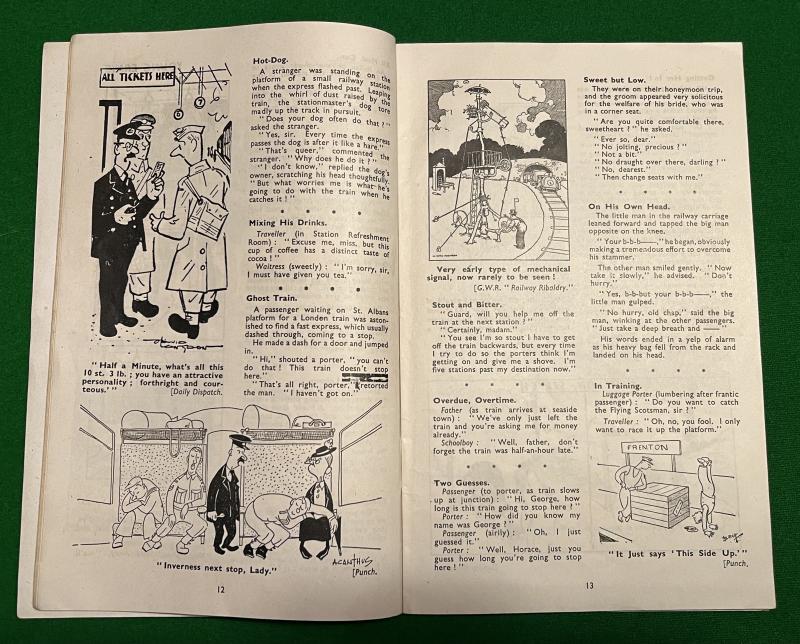 ALL TICKETS HERE
6
7
DAVID LANGDON
"Half a Minute, what's all this
10 st. 3 lb. ; you have an attractive
personality ; forthright and cour-
teous.' "
[Daily Dispatch.
Hot-Dog.
A stranger was standing on the
platform of a small railway station
when the express flashed past. Leaping
into the whirl of dust raised by the
train, the stationmaster's dog tore
madly up the track in pursuit.
" Does your dog often do that ? "
asked the stranger.
" Yes, sir. Every time the express
passes the dog is after it like a hare."
" That's queer," commented the
stranger. " Why does he do it ? "
" I don't know," replied the dog's
owner, scratching his head thoughtfully.
" But what worries me is what he's
going to do with the train when he
catches it ! "
* * * * *
Mixing His Drinks.
Traveller (in Station Refreshment
Room) : " Excuse me, miss, but this
cup of coffee has a distinct taste of
cocoa ! "
Waitress (sweetly) : " I'm sorry, sir,
I must have given you tea."
* * * * *
Ghost Train.
A passenger waiting on St. Albans
platform for a London train was aston-
ished to find a fast express, which usually
dashed through, coming to a stop.
He made a dash for a door and jumped
in.
" Hi," shouted a porter, " you can't
do that ! This train doesn't stop
here."
" That's all right, porter," retorted
the man. " I haven't got on."
ACANTHUS
"Inverness next stop, Lady."
[Punch.
12
Very early type of mechanical
signal, now rarely to be seen !
[G.W.R. " Railway Ribaldry."
Stout and Bitter.
" Guard, will you help me off the
train at the next station ? "
" Certainly, madam."
" You see I'm so stout I have to get
off the train backwards, but every time
I try to do so the porters think I'm
getting on and give me a shove. I'm
five stations past my destination now."
* * * * *
Overdue, Overtime.
Father (as train arrives at seaside
town) : " We've only just left the
train and you're asking me for money
already."
Schoolboy : " Well, father, don't
forget the train was half-an-hour late."
* * * * *
Two Guesses.
Passenger (to porter, as train slows
up at junction) : " Hi, George, how
long is this train going to stop here ? "
Porter : " How did you know my
name was George ? "
Passenger (airily) : " Oh, I just
guessed it."
Porter : " Well, Horace, just you
guess how long you're going to stop
here ! "
Sweet but Low.
They were on their honeymoon trip,
and the groom appeared very solicitous
for the welfare of his bride, who was
in a corner seat.
" Are you quite comfortable there,
sweetheart ? " he asked.
" Ever so, dear."
" No jolting, precious ? "
" Not a bit."
" No draught over there, darling ? "
" No, dearest."
" Then change seats with me."
* * * * *
On His Own Head.
The little man in the railway carriage
leaned forward and tapped the big man
opposite on the knee.
" Your b-b-b——," he began, obviously
making a tremendous effort to overcome
his stammer.
The other man smiled gently. " Now
take it slowly," he advised. " Don't
hurry."
" Yes, b-b-but your b-b-b——," the
little man gulped.
" No hurry, old chap," said the big
man, winking at the other passengers.
" Just take a deep breath and —— "
His words ended in a yelp of alarm
as his heavy bag fell from the rack and
landed on his head.
* * * * *
In Training.
Luggage Porter (lumbering after frantic
passenger) : " Do you want to catch
the Flying Scotsman, sir ? "
Traveller : " Oh, no, you fool. I only
want to race it up the platform."
FRENTON
"It Just says 'This Side Up.'"
[Punch,
13